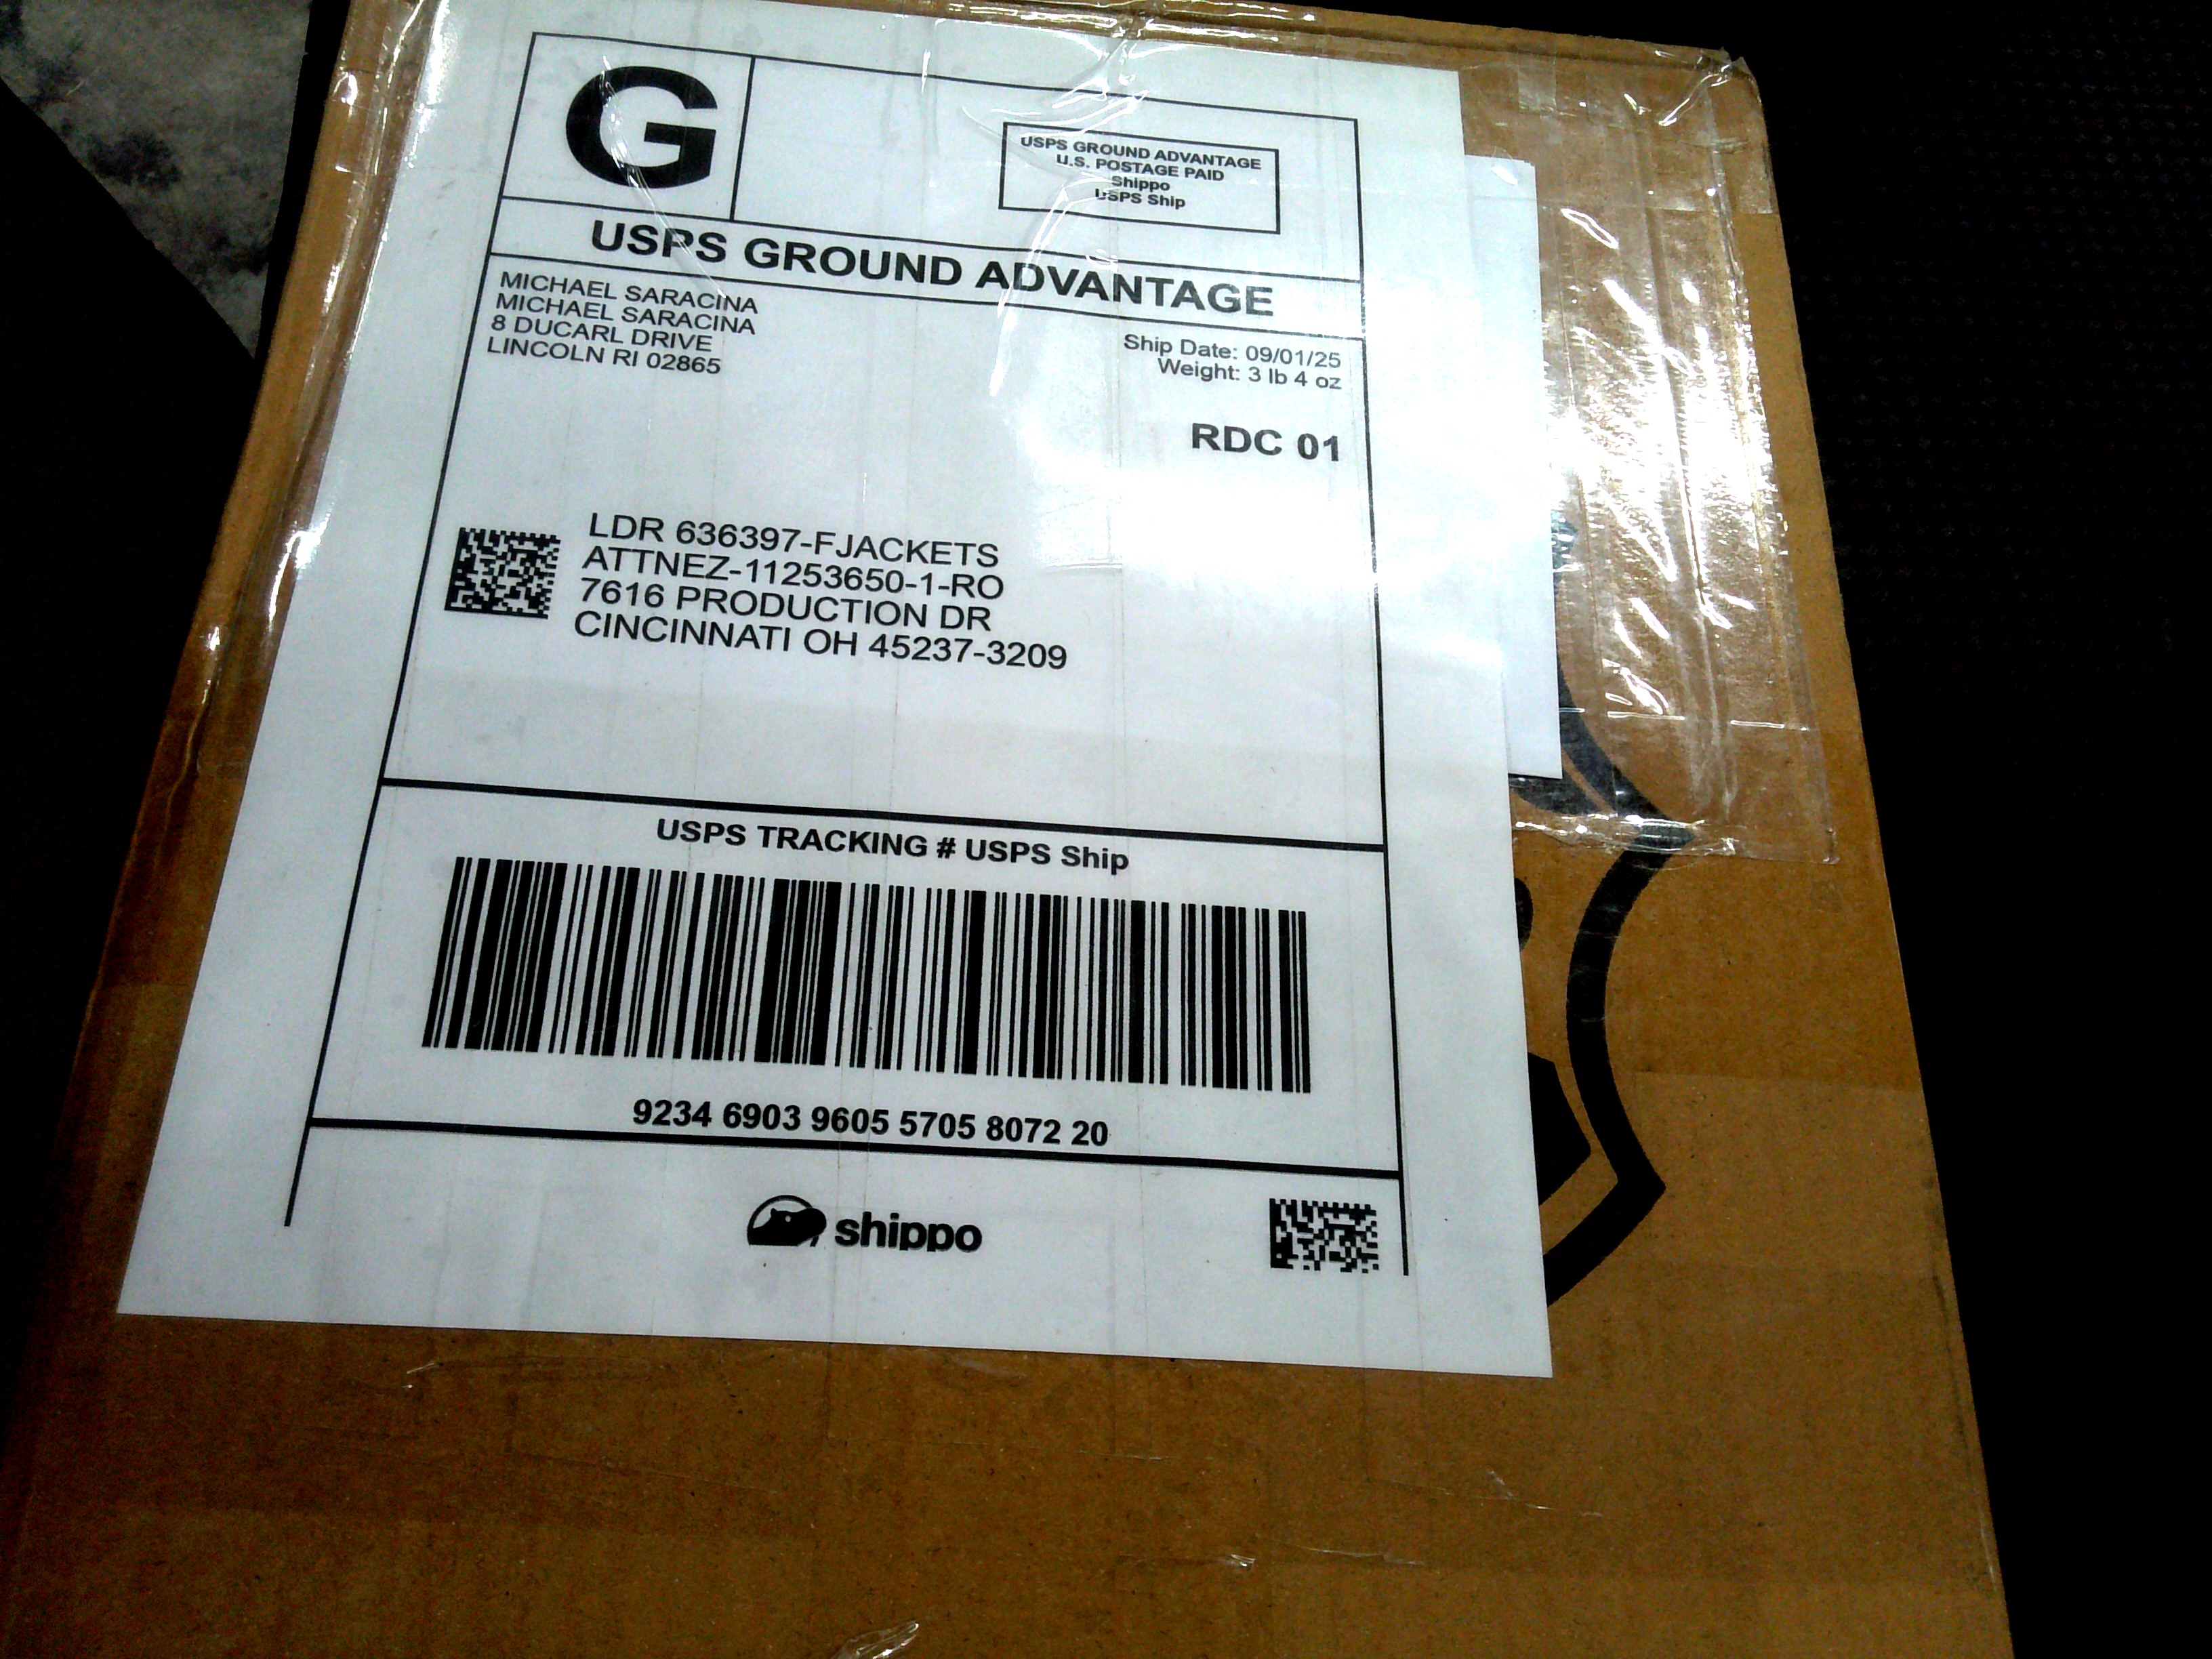 G
USPS GROUND ADVANTAGE
U.S. POSTAGE PAID
Shippo
USPS Ship
USPS GROUND ADVANTAGE
MICHAEL SARACINA
MICHAEL SARACINA
8 DUCARL DRIVE
LINCOLN RI 02865
Ship Date: 09/01/25
Weight: 3 lb 4 oz
RDC 01
LDR 636397-FJACKETS
ATTNEZ-11253650-1-RO
7616 PRODUCTION DR
CINCINNATI OH 45237-3209
USPS TRACKING # USPS Ship
9234 6903 9605 5705 8072 20
shippo